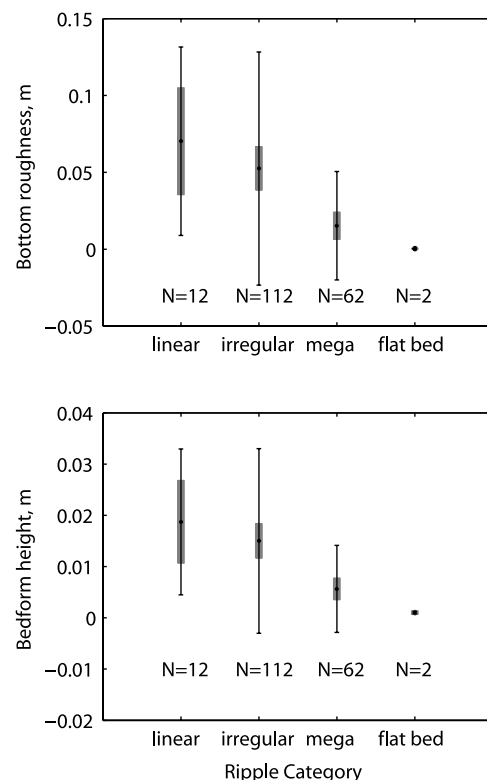 0.15
0.1
0.05
0
−0.05
Bottom roughness, m
N=12 N=112 N=62 N=2
linear irregular mega flat bed
0.04
0.03
0.02
0.01
0
−0.01
−0.02
Bedform height, m
N=12 N=112 N=62 N=2
linear irregular mega flat bed
Ripple Category